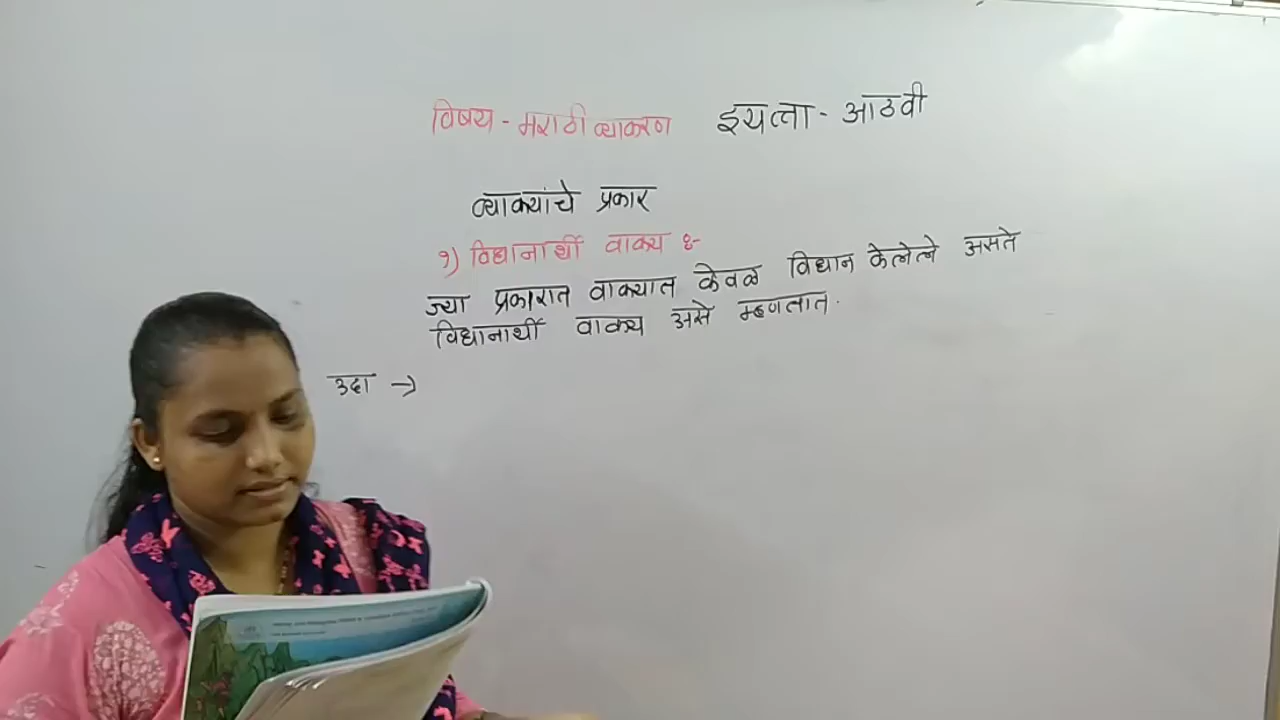 विषय - मराठी व्याकरण इयत्ता - आठवी
व्याक्यांचे प्रकार
१) विधानार्थी वाक्य :-
ज्या प्रकारात वाक्यात केवळ विधान केलेले असते
विधानार्थी वाक्य असे म्हणतात.
उदा →